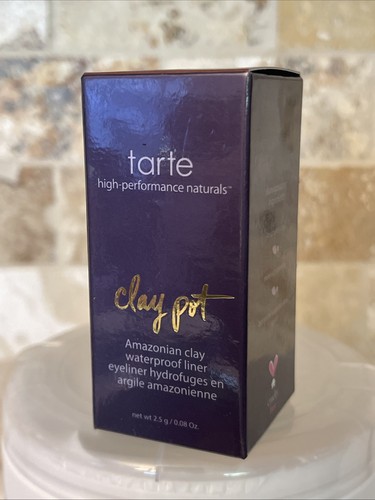 tarte
high-performance naturals™
clay pot
Amazonian clay
waterproof liner
eyeliner hydrofuges en
argile amazonienne
net wt 2.5 g / 0.08 Oz.